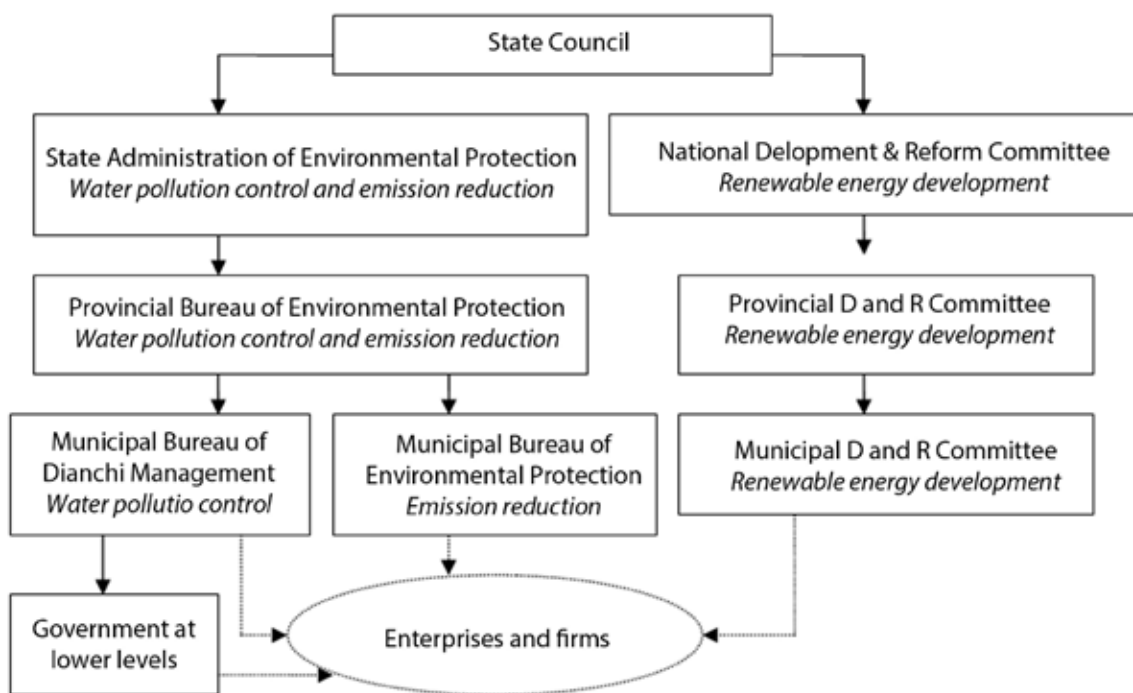 State Council
State Administration of Environmental Protection
Water pollution control and emission reduction
National Delopment & Reform Committee
Renewable energy development
Provincial Bureau of Environmental Protection
Water pollution control and emission reduction
Provincial D and R Committee
Renewable energy development
Municipal Bureau of
Dianchi Management
Water pollutio control
Municipal Bureau of
Environmental Protection
Emission reduction
Municipal D and R Committee
Renewable energy development
Government at
lower levels
Enterprises and firms